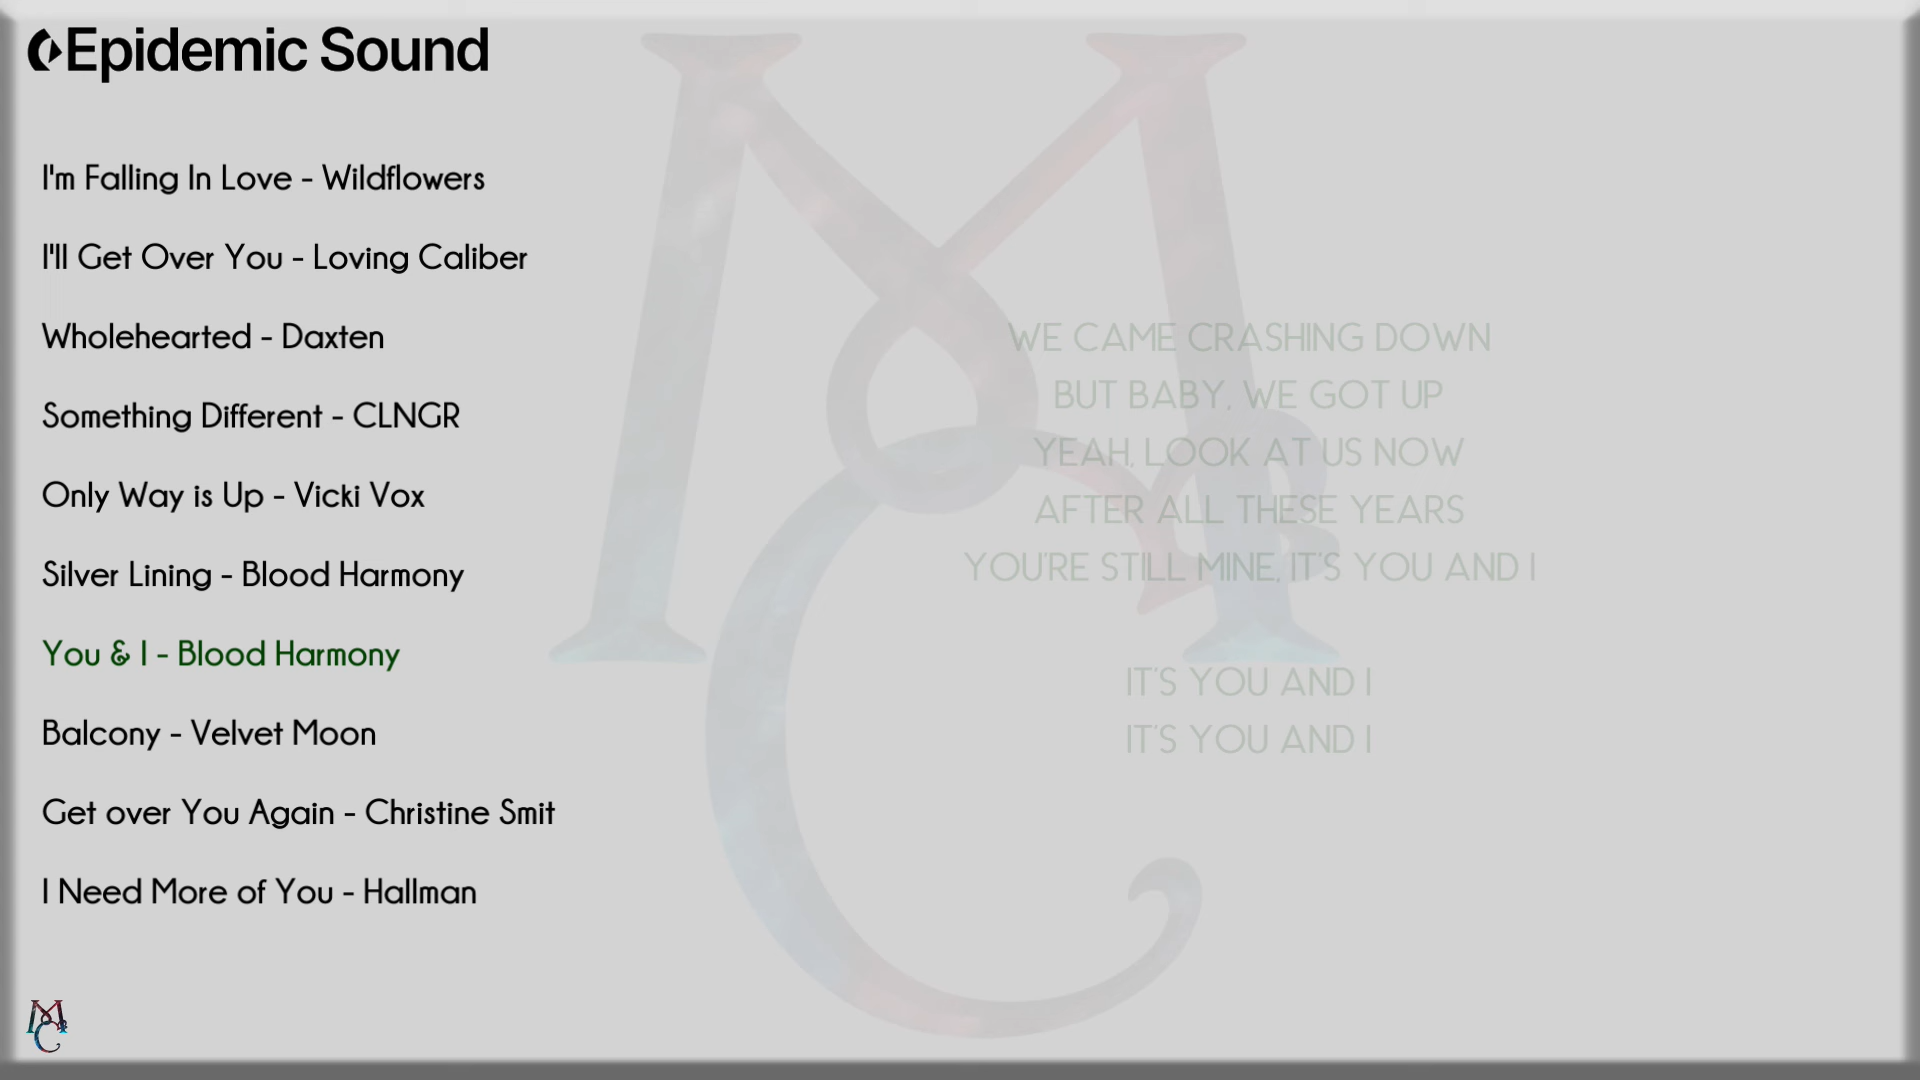 Epidemic Sound
I'm Falling In Love - Wildflowers
I'll Get Over You - Loving Caliber
Wholehearted - Daxten
Something Different - CLNGR
Only Way is Up - Vicki Vox
Silver Lining - Blood Harmony
You & I - Blood Harmony
Balcony - Velvet Moon
Get over You Again - Christine Smit
I Need More of You - Hallman
WE CAME CRASHING DOWN
BUT BABY, WE GOT UP
YEAH, LOOK AT US NOW
AFTER ALL THESE YEARS
YOU'RE STILL MINE, IT'S YOU AND I
IT'S YOU AND I
IT'S YOU AND I
MC